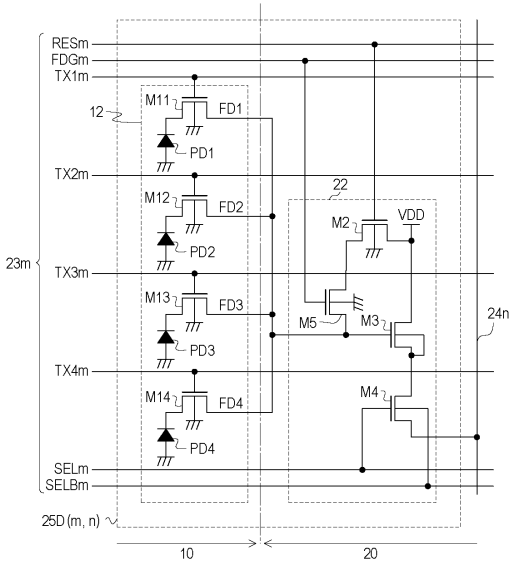 RESm
FDGm
TX1m
M11
FD1
12
PD1
TX2m
M12
FD2
22
PD2
M2
VDD
23m
TX3m
M13
FD3
M5
M3
24n
PD3
TX4m
M14
FD4
M4
PD4
SELm
SELBm
25D(m, n)
10
20